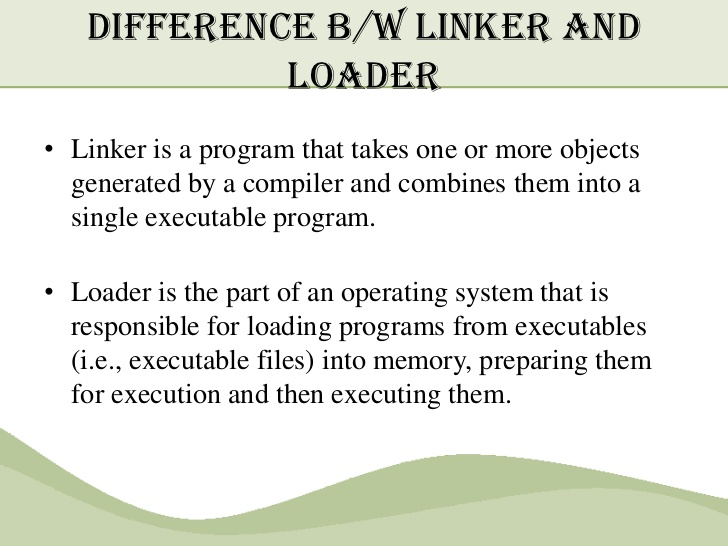 DIFFERENCE B/W LINKER AND
LOADER
• Linker is a program that takes one or more objects
generated by a compiler and combines them into a
single executable program.
• Loader is the part of an operating system that is
responsible for loading programs from executables
(i.e., executable files) into memory, preparing them
for execution and then executing them.